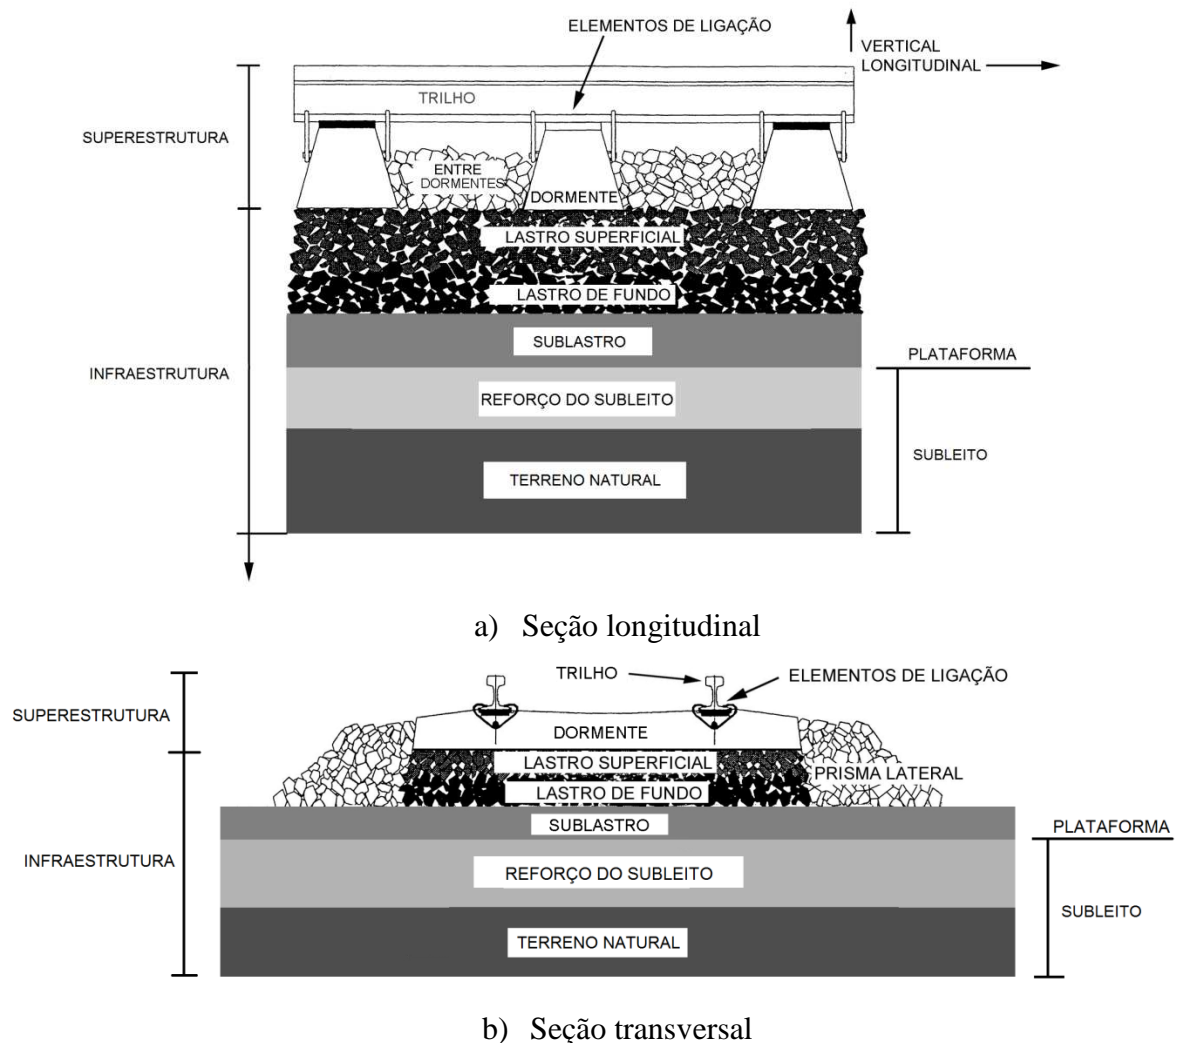 ELEMENTOS DE LIGAÇÃO
VERTICAL
LONGITUDINAL
TRILHO
SUPERESTRUTURA
ENTRE
DORMENTES
DORMENTE
LASTRO SUPERFICIAL
LASTRO DE FUNDO
SUBLASTRO
PLATAFORMA
INFRAESTRUTURA
REFORÇO DO SUBLEITO
SUBLEITO
TERRENO NATURAL
a) Seção longitudinal
TRILHO
ELEMENTOS DE LIGAÇÃO
SUPERESTRUTURA
DORMENTE
LASTRO SUPERFICIAL
PRISMA LATERAL
LASTRO DE FUNDO
SUBLASTRO
PLATAFORMA
INFRAESTRUTURA
REFORÇO DO SUBLEITO
SUBLEITO
TERRENO NATURAL
b) Seção transversal